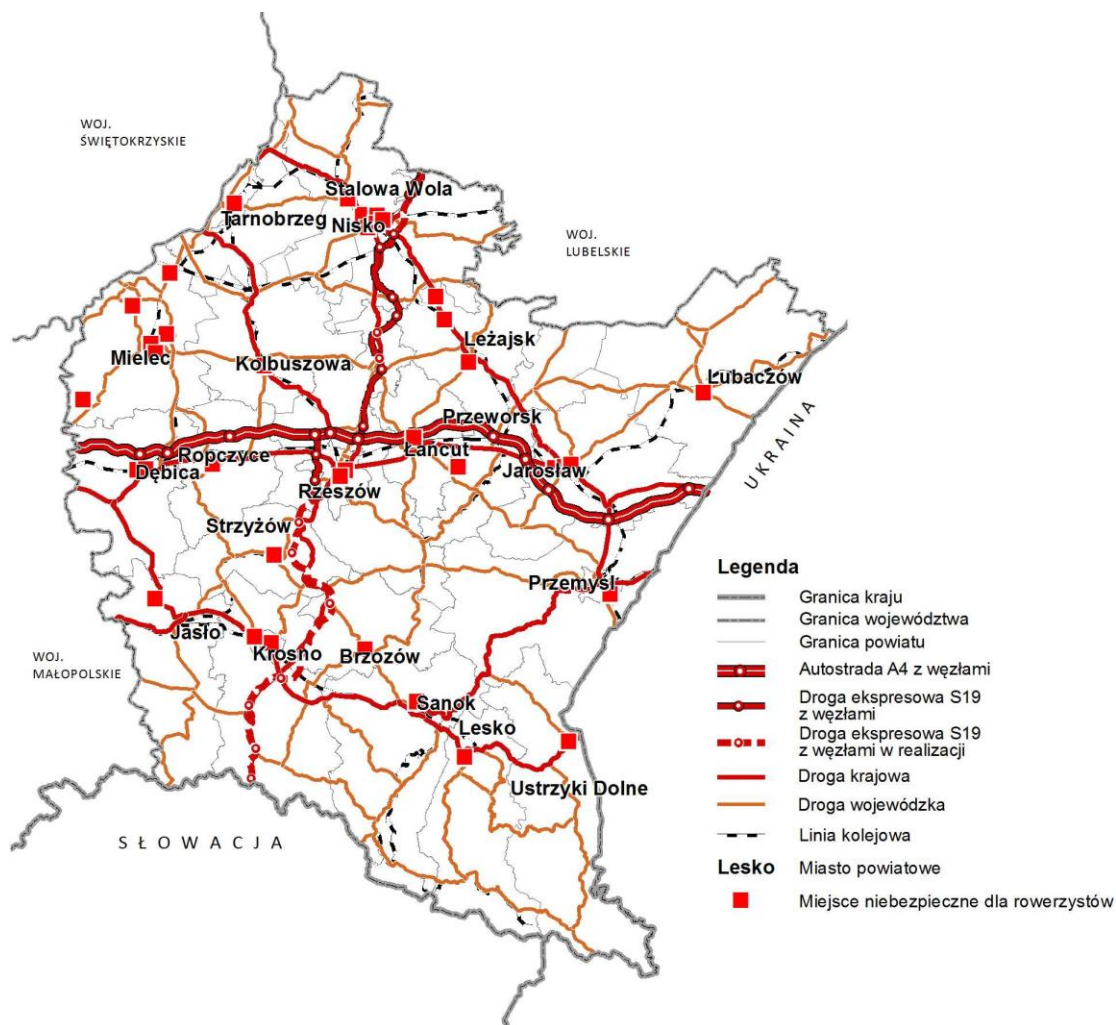 WOJ.
ŚWIĘTOKRZYSKIE
Stalowa Wola
Tarnobrzeg
Nisko
WOJ.
LUBELSKIE
Leżajsk
Mielec
Kolbuszowa
Lubaczów
Przeworsk
UKRAINA
Łańcut
Ropczyce
Jarosław
Dębica
Rzeszów
Strzyżów
Przemyśl
Jasło
Krosno
Brzozów
WOJ.
MAŁOPOLSKIE
Sanok
Lesko
Ustrzyki Dolne
SŁOWACJA
Legenda
Granica kraju
Granica województwa
Granica powiatu
Autostrada A4 z węzłami
Droga ekspresowa S19
z węzłami
Droga ekspresowa S19
z węzłami w realizacji
Droga krajowa
Droga wojewódzka
Linia kolejowa
Lesko Miasto powiatowe
Miejsce niebezpieczne dla rowerzystów